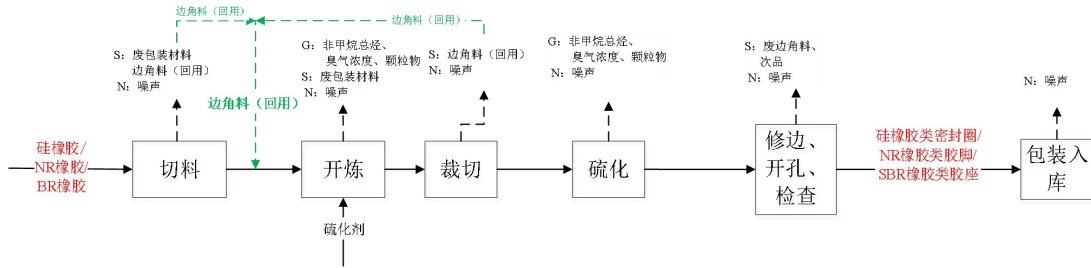 边角料（回用）
边角料（回用）
S：废包装材料
边角料（回用）
N：噪声
G：非甲烷总烃、
臭气浓度、颗粒物
S：废包装材料
N：噪声
S：边角料（回用）
N：噪声
G：非甲烷总烃、
臭气浓度、颗粒物
N：噪声
S：废边角料、
次品
N：噪声
N：噪声
边角料（回用）
硅橡胶/
NR橡胶/
BR橡胶
切料
开炼
裁切
硫化
修边、
开孔、
检查
硅橡胶类密封圈/
NR橡胶类胶脚/
SBR橡胶类胶座
包装入
库
硫化剂